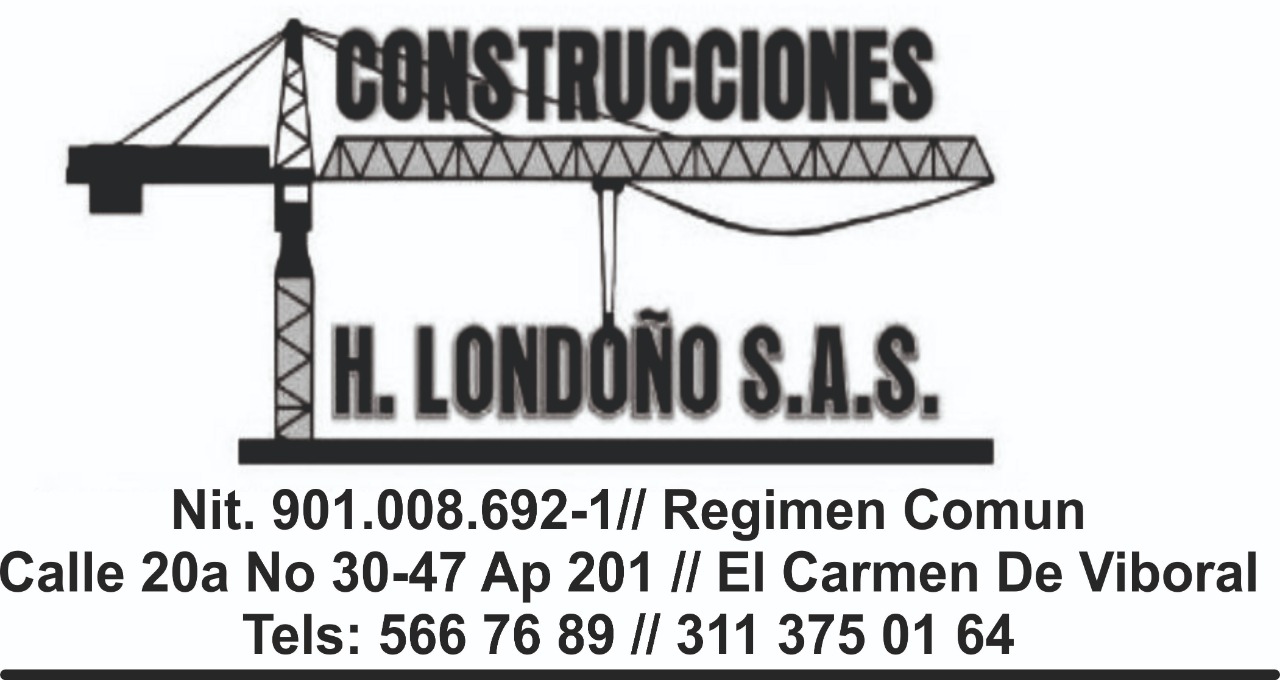 CONSTRUCCIONES
H. LONDOÑO S.A.S.
Nit. 901.008.692-1// Regimen Comun
Calle 20a No 30-47 Ap 201 // El Carmen De Viboral
Tels: 566 76 89 // 311 375 01 64